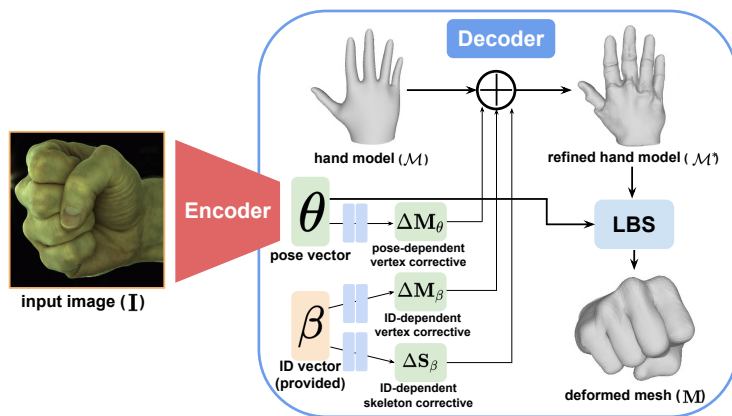 Decoder
hand model (𝓜)
refined hand model (𝓜*)
Encoder
θ
pose vector
ΔM_θ
pose-dependent
vertex corrective
LBS
input image (I)
β
ID vector
(provided)
ΔM_β
ID-dependent
vertex corrective
ΔS_β
ID-dependent
skeleton corrective
deformed mesh (M)